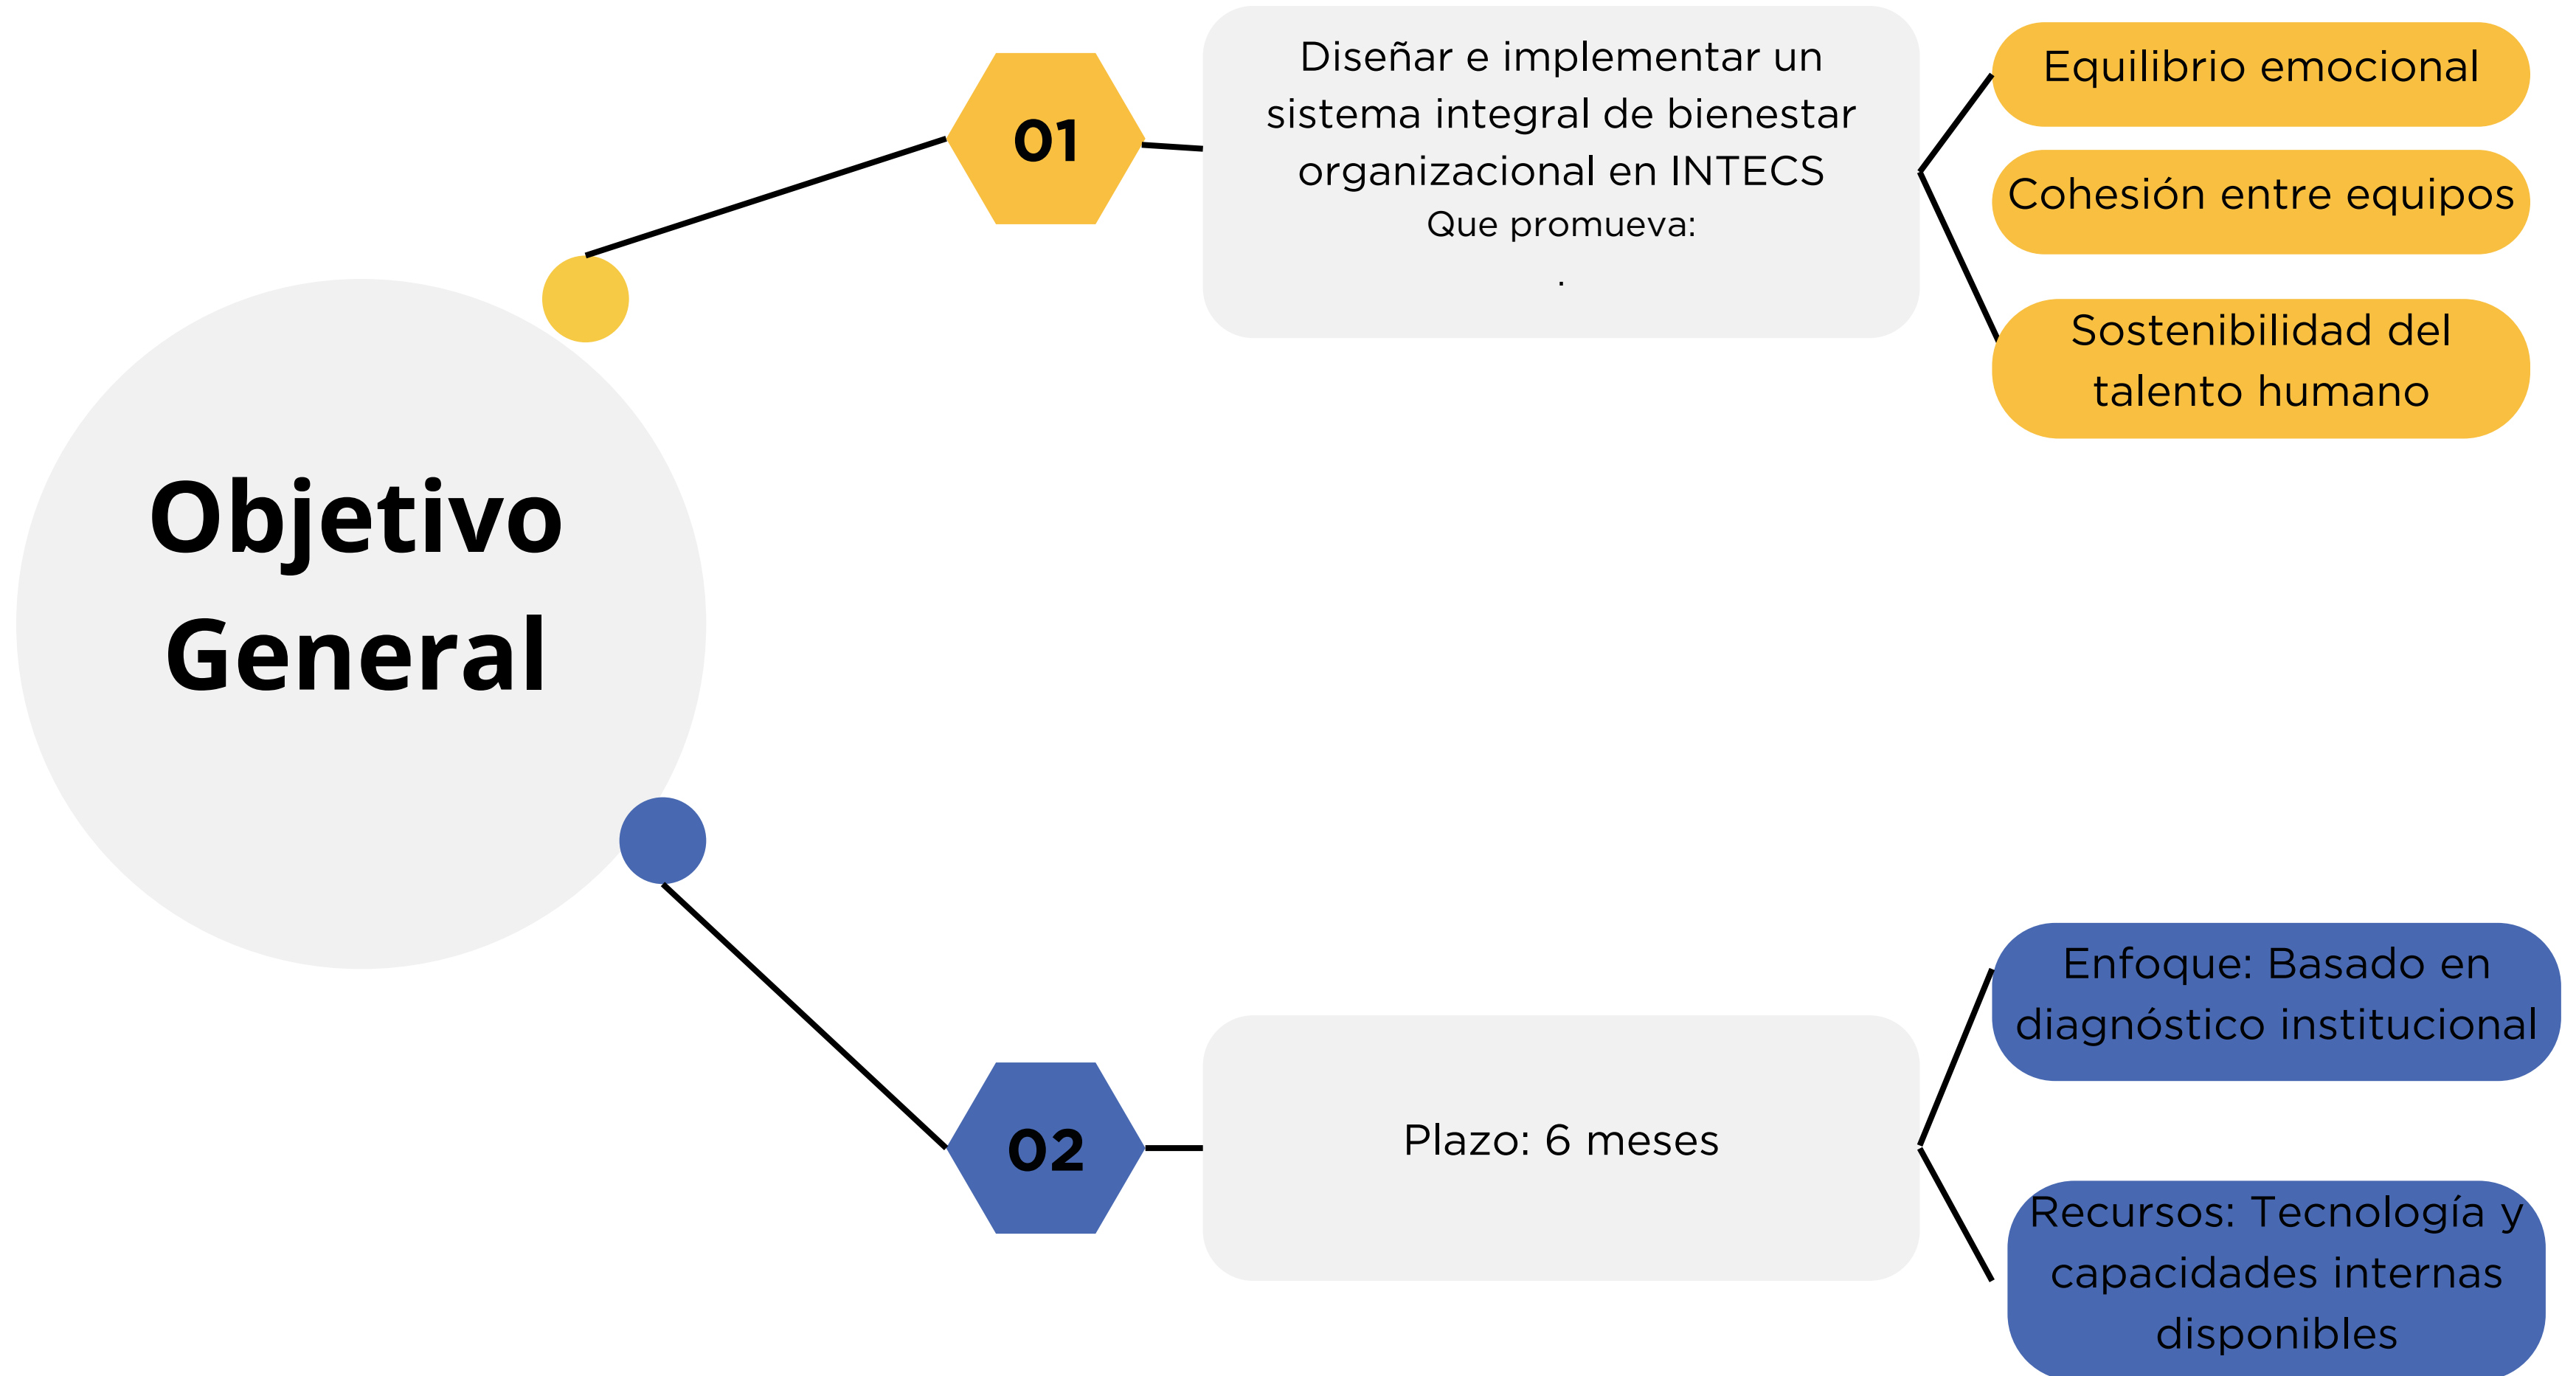 Objetivo
General
01
Diseñar e implementar un
sistema integral de bienestar
organizacional en INTECS
Que promueva:
.
Equilibrio emocional
Cohesión entre equipos
Sostenibilidad del
talento humano
02
Plazo: 6 meses
Enfoque: Basado en
diagnóstico institucional
Recursos: Tecnología y
capacidades internas
disponibles